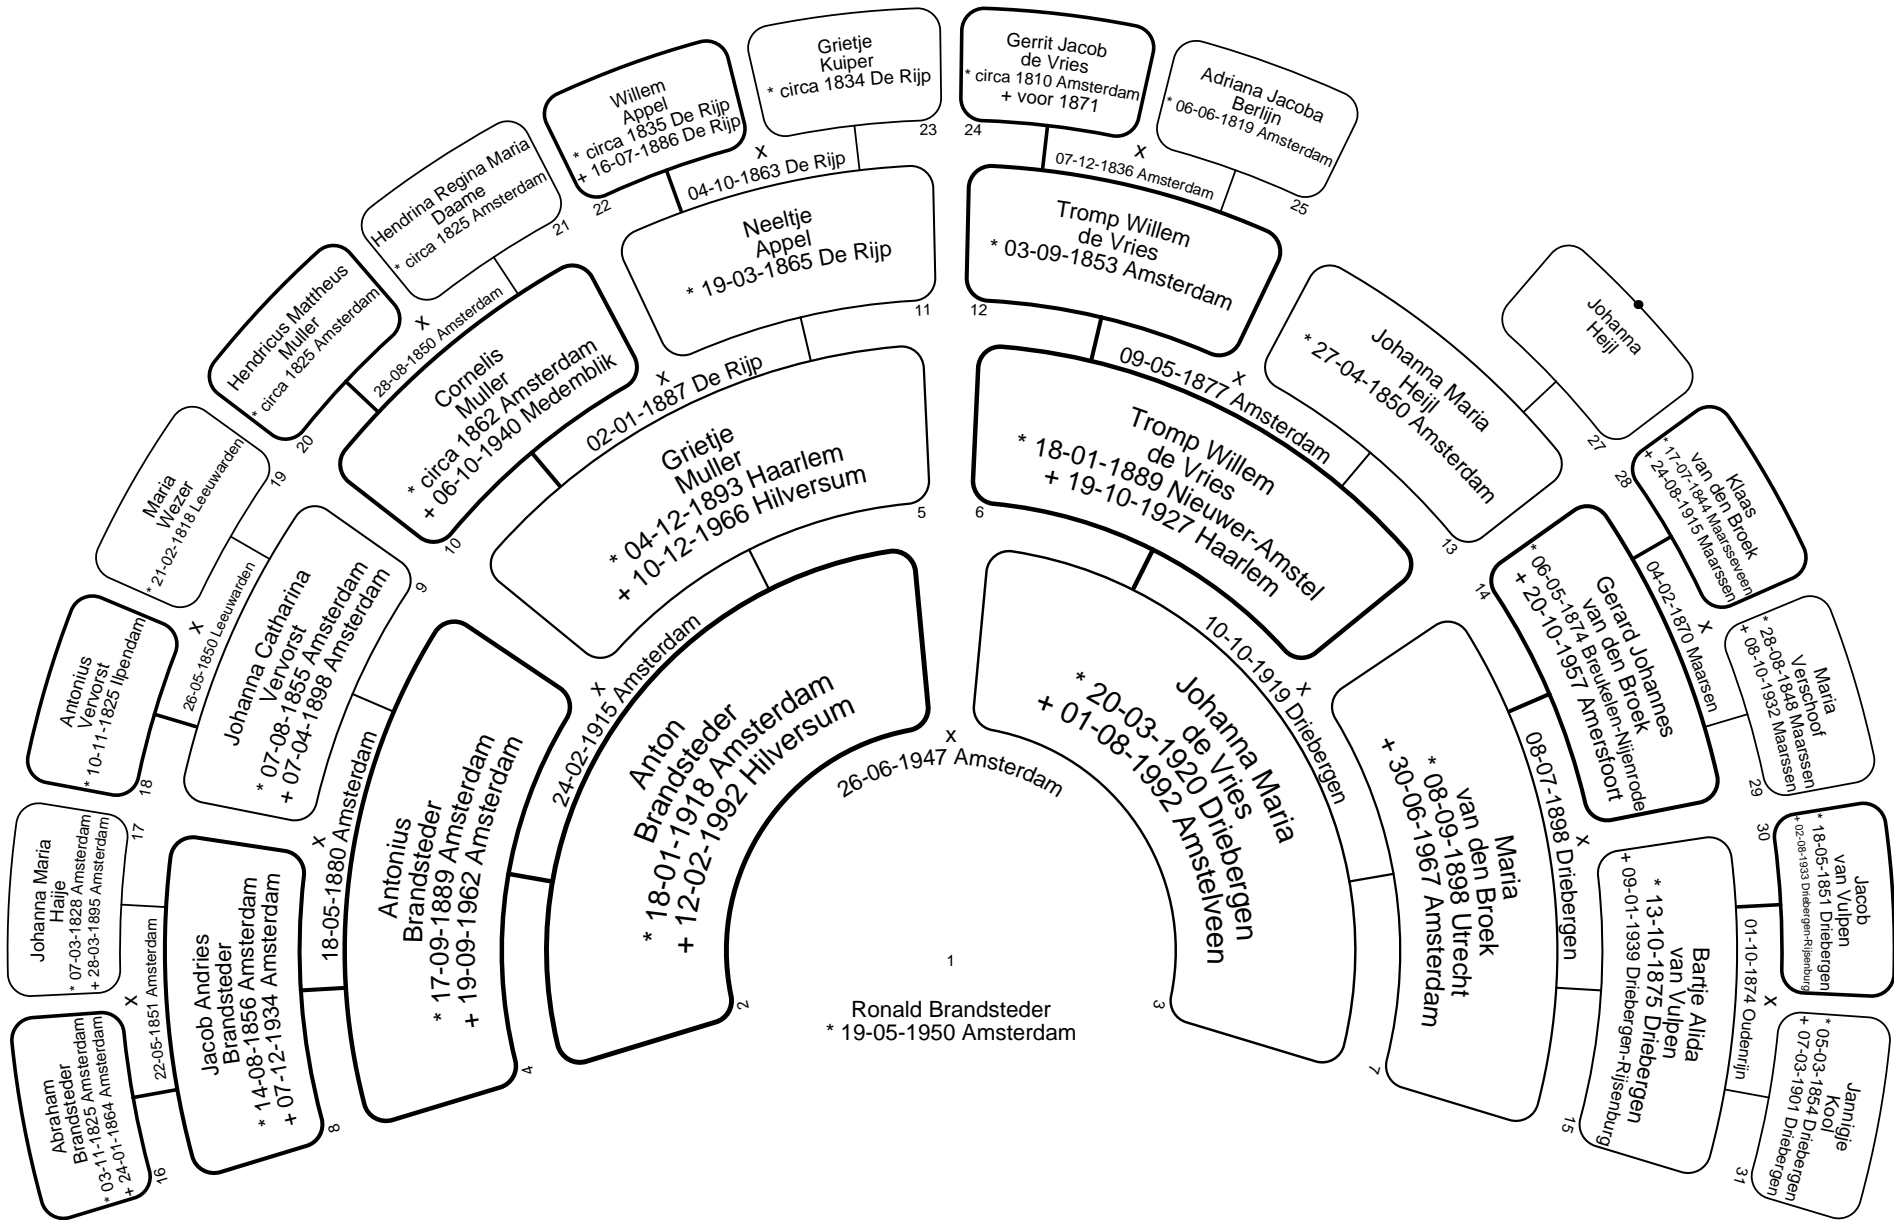 1
Ronald Brandsteder
* 19-05-1950 Amsterdam
2
Anton
Brandsteder
* 18-01-1918 Amsterdam
+ 12-02-1992 Hilversum
x
26-06-1947 Amsterdam
3
Johanna Maria
de Vries
* 20-03-1920 Driebergen
+ 01-08-1992 Amstelveen
4
Antonius
Brandsteder
* 17-09-1889 Amsterdam
+ 19-09-1962 Amsterdam
x
24-02-1915 Amsterdam
5
Grietje
Muller
* 04-12-1893 Haarlem
+ 10-12-1966 Hilversum
6
Tromp Willem
de Vries
* 18-01-1889 Nieuwer-Amstel
+ 19-10-1927 Haarlem
x
10-10-1919 Driebergen
7
Maria
van den Broek
* 08-09-1898 Utrecht
+ 30-06-1967 Amsterdam
8
Jacob Andries
Brandsteder
* 14-08-1856 Amsterdam
+ 07-12-1934 Amsterdam
x
18-05-1880 Amsterdam
9
Johanna Catharina
Vervorst
* 07-08-1855 Amsterdam
+ 07-04-1898 Amsterdam
10
Cornelis
Muller
* circa 1862 Amsterdam
+ 06-10-1940 Medemblik
x
02-01-1887 De Rijp
11
Neeltje
Appel
* 19-03-1865 De Rijp
12
Tromp Willem
de Vries
* 03-09-1853 Amsterdam
x
09-05-1877 Amsterdam
13
Johanna Maria
Heijl
* 27-04-1850 Amsterdam
14
Gerard Johannes
van den Broek
* 06-05-1874 Breukelen-Nijenrode
+ 20-10-1957 Amersfoort
x
08-07-1898 Driebergen
15
Bartje Alida
van Vulpen
* 13-10-1875 Driebergen
+ 09-01-1939 Driebergen-Rijsenburg
16
Abraham
Brandsteder
* 03-11-1825 Amsterdam
+ 24-01-1864 Amsterdam
x
22-05-1851 Amsterdam
17
Johanna Maria
Haije
* 07-03-1828 Amsterdam
+ 28-03-1895 Amsterdam
18
Antonius
Vervorst
* 10-11-1825 Ilpendam
x
26-05-1850 Leeuwarden
19
Maria
Wezer
* 21-02-1818 Leeuwarden
20
Hendricus Mattheus
Muller
* circa 1825 Amsterdam
x
28-08-1850 Amsterdam
21
Hendrina Regina Maria
Daame
* circa 1825 Amsterdam
22
Willem
Appel
* circa 1835 De Rijp
+ 16-07-1886 De Rijp
x
04-10-1863 De Rijp
23
Grietje
Kuiper
* circa 1834 De Rijp
24
Gerrit Jacob
de Vries
* circa 1810 Amsterdam
+ voor 1871
x
07-12-1836 Amsterdam
25
Adriana Jacoba
Berlijn
* 06-06-1819 Amsterdam
27
Johanna
Heijl
28
Klaas
van den Broek
* 17-07-1844 Maarsseveen
+ 24-08-1915 Maarssen
x
04-02-1870 Maarsen
29
Maria
Verschoof
* 28-08-1848 Maarssen
+ 08-10-1932 Maarssen
30
Jacob
van Vulpen
* 18-05-1851 Driebergen
+ 02-08-1933 Driebergen-Rijsenburg
x
01-10-1874 Oudenrijn
31
Jannigje
Kool
* 05-03-1854 Driebergen
+ 07-03-1901 Driebergen